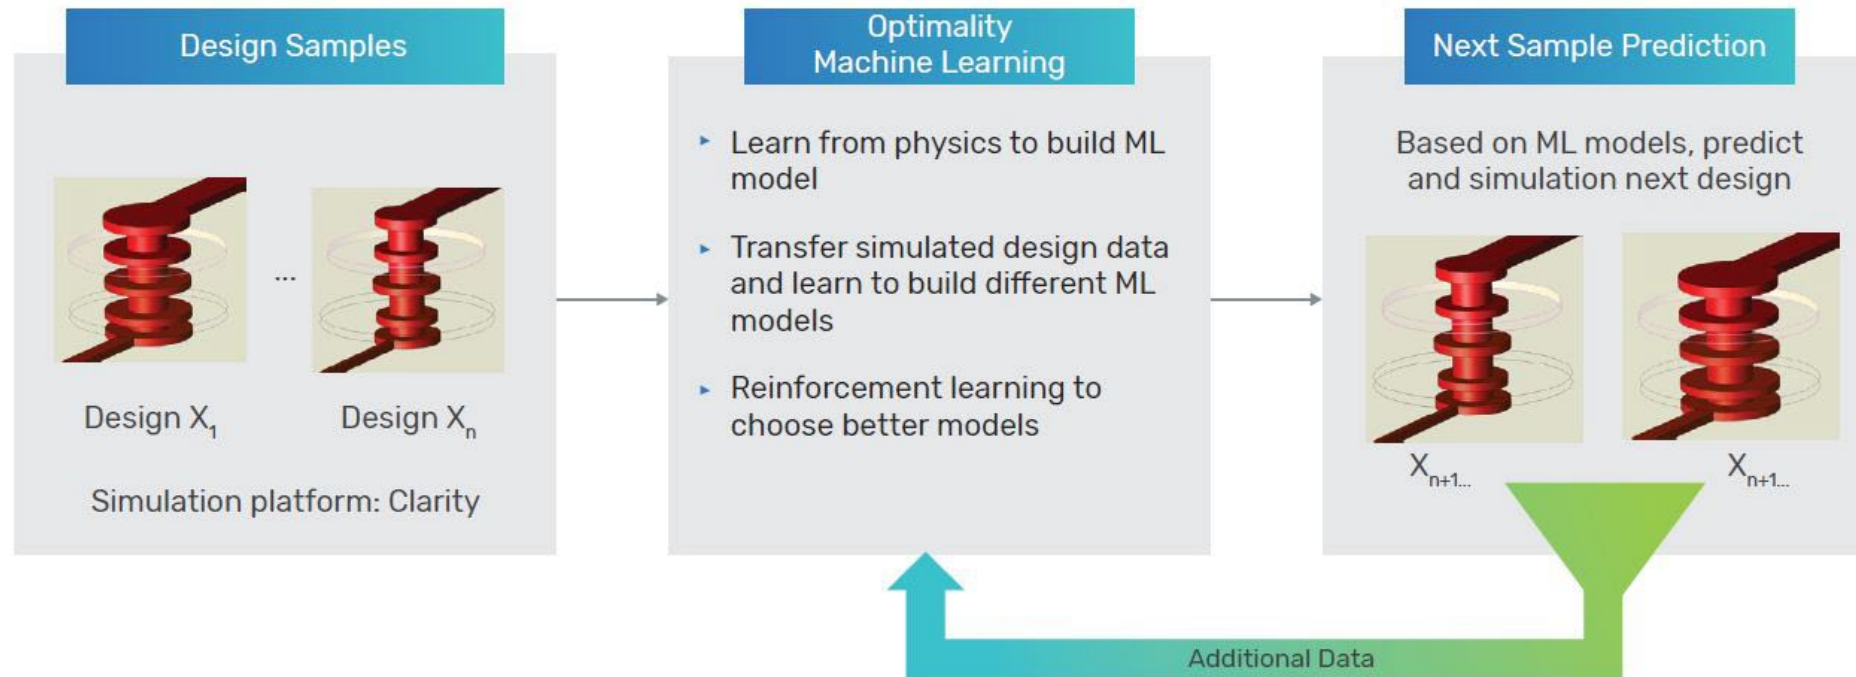 Design Samples
...
Design X₁
Design Xₙ
Simulation platform: Clarity
Optimality
Machine Learning
Learn from physics to build ML
model
Transfer simulated design data
and learn to build different ML
models
Reinforcement learning to
choose better models
Next Sample Prediction
Based on ML models, predict
and simulation next design
Xₙ₊₁...
Xₙ₊₁...
Additional Data